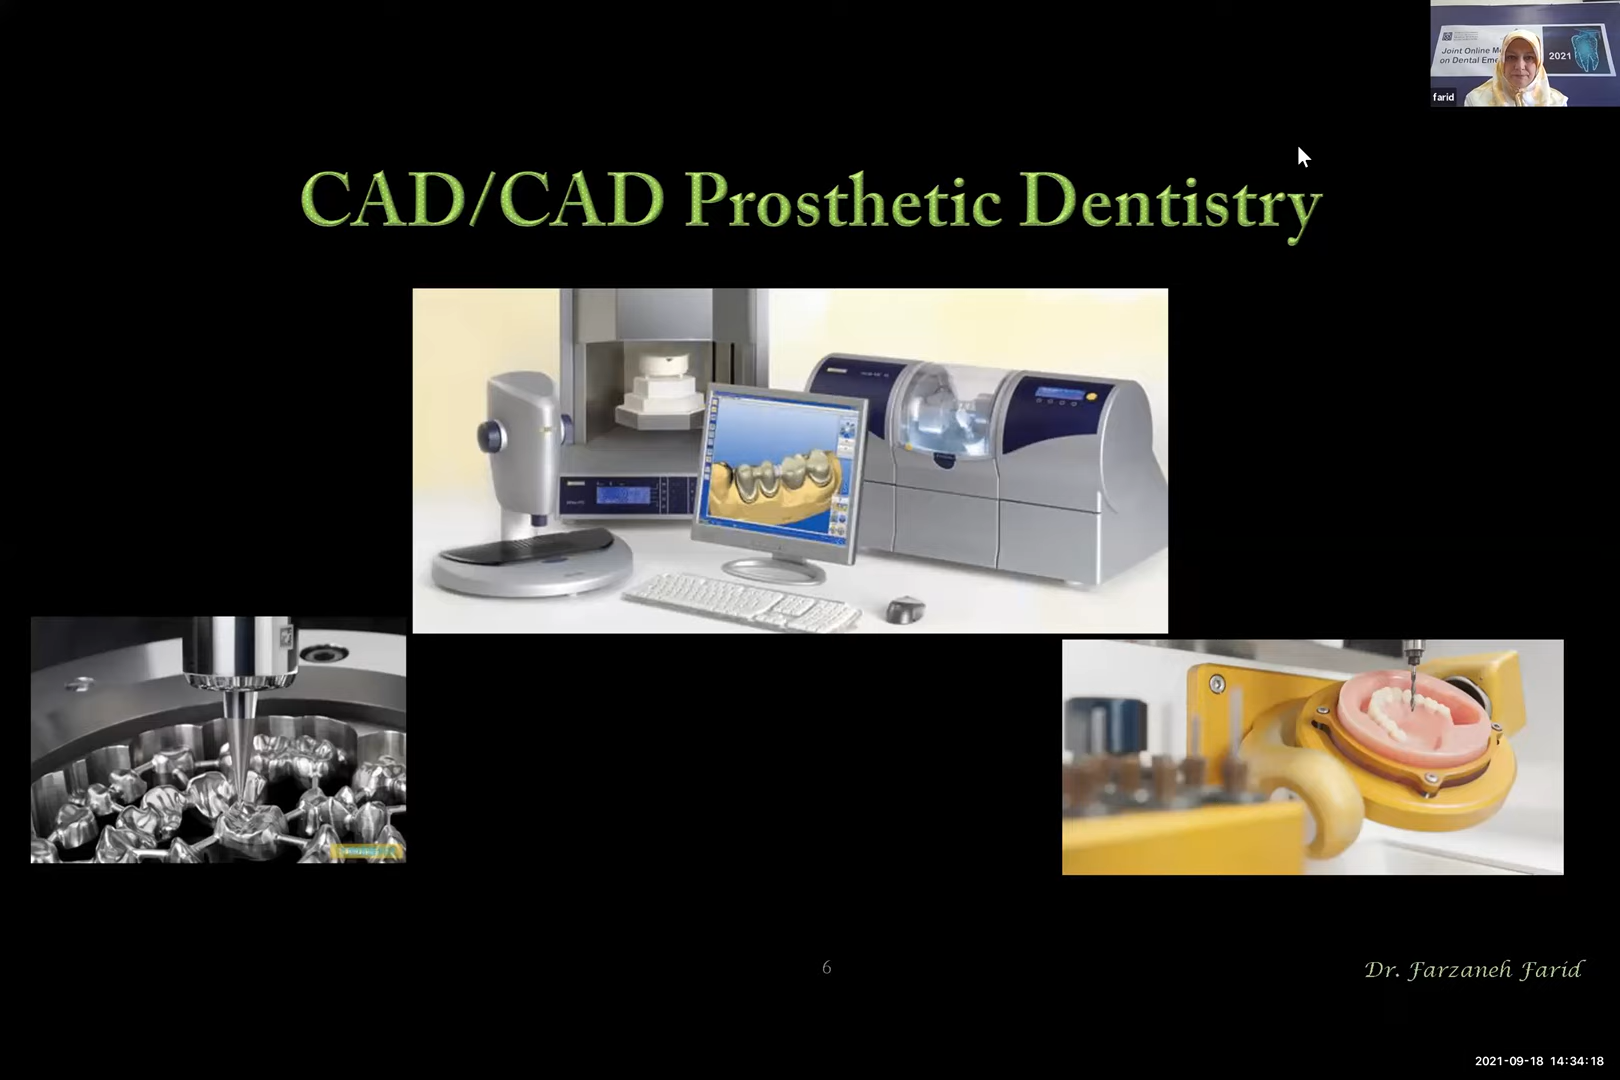 Joint Online M
on Dental Eme
2021
farid
CAD/CAD Prosthetic Dentistry
6
Dr. Farzaneh Farid
2021-09-18 14:34:18